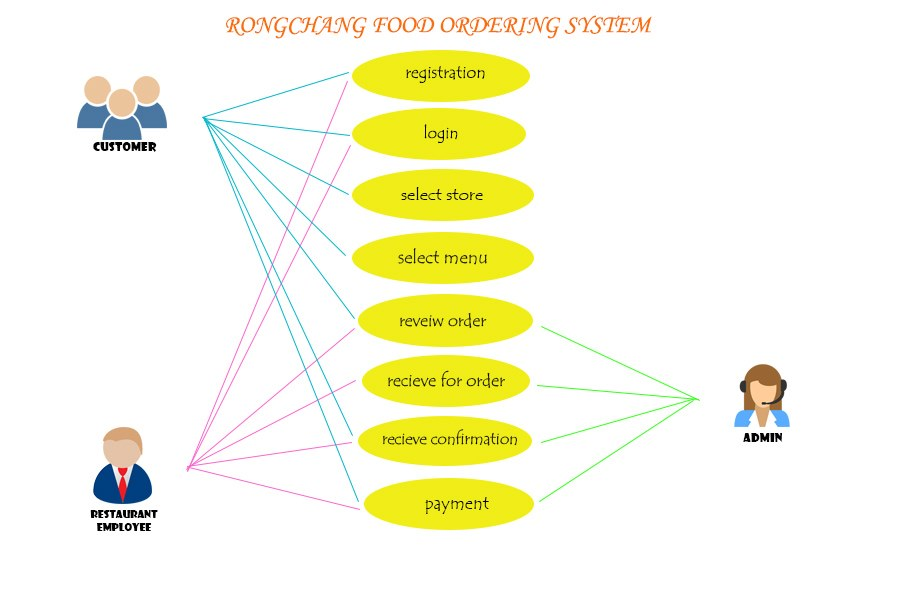 RONGCHANG FOOD ORDERING SYSTEM
registration
CUSTOMER
login
select store
select menu
reveiw order
recieve for order
recieve confirmation
ADMIN
payment
RESTAURANT
EMPLOYEE